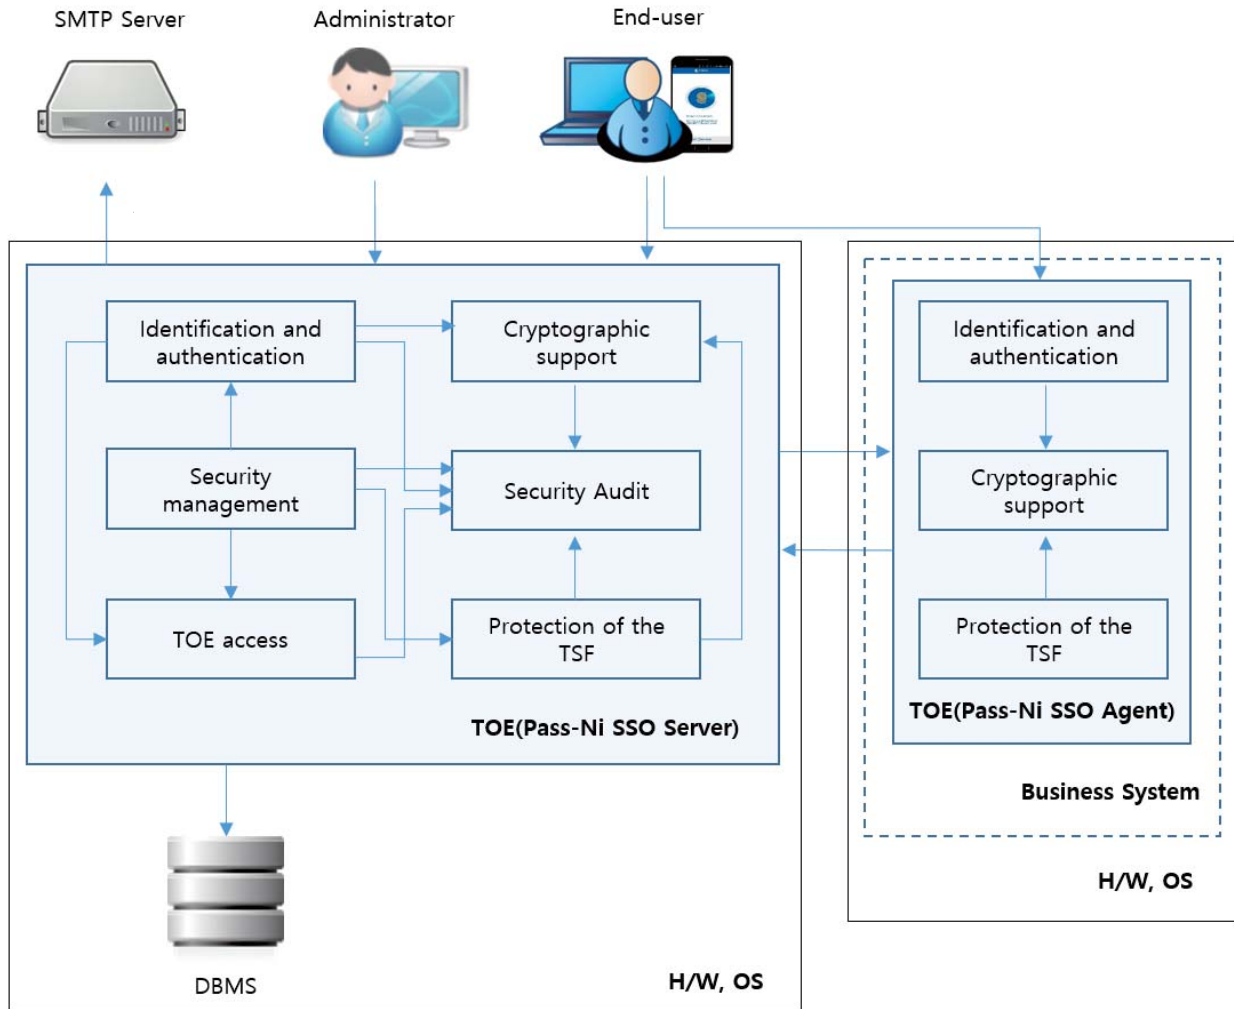 SMTP Server
Administrator
End-user
Identification and
authentication
Cryptographic
support
Security
management
Security Audit
TOE access
Protection of the
TSF
TOE(Pass-Ni SSO Server)
DBMS
H/W, OS
Identification and
authentication
Cryptographic
support
Protection of the
TSF
TOE(Pass-Ni SSO Agent)
Business System
H/W, OS